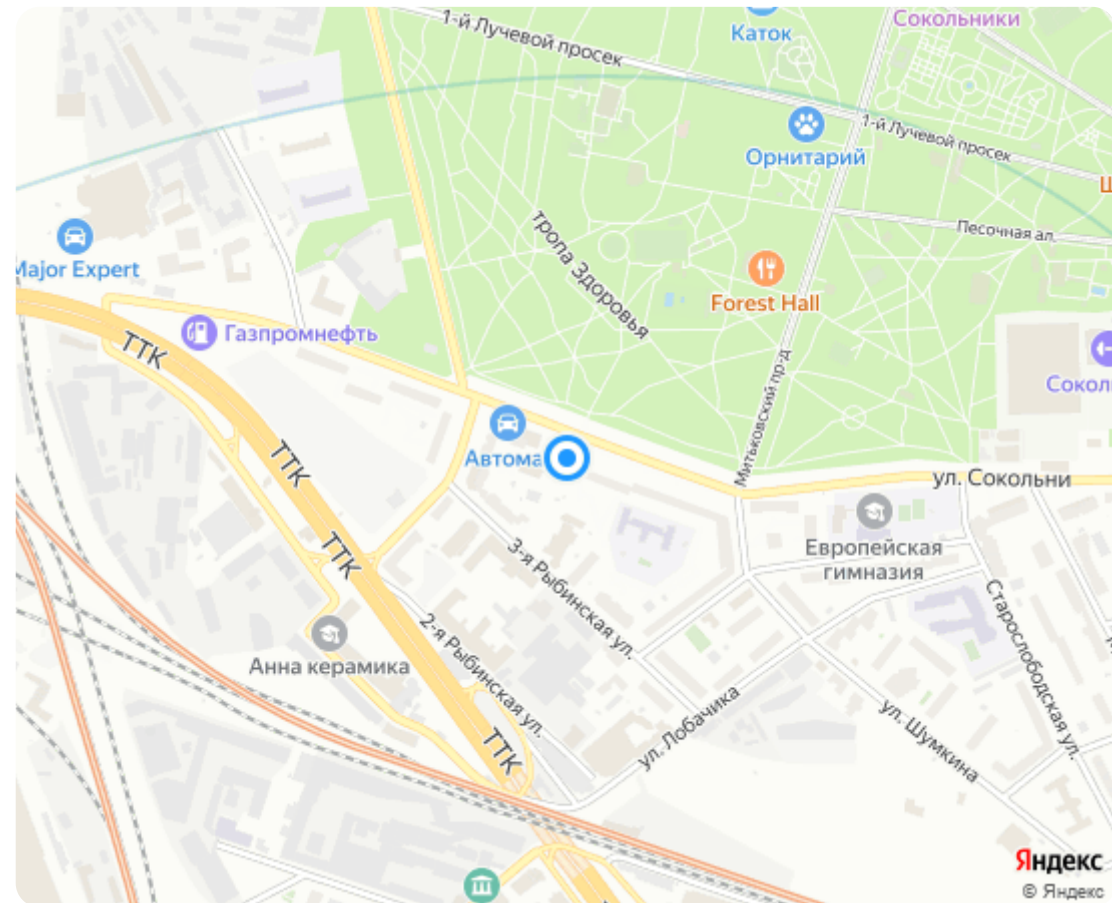 Сокольники
1-й Лучевой просек
Каток
1-й Лучевой просек
Орнитарий
Песочная ал.
тропа Здоровья
Major Expert
Forest Hall
Газпромнефть
ТТК
Митьковский пр-д
Сокол
Автома
ТТК
ул. Сокольни
ТТК
3-я Рыбинская ул.
Европейская
гимназия
Старослободская ул.
2-я Рыбинская ул.
Анна керамика
ул. Лобачика
ул. Шумкина
ТТК
Яндекс
© Яндекс